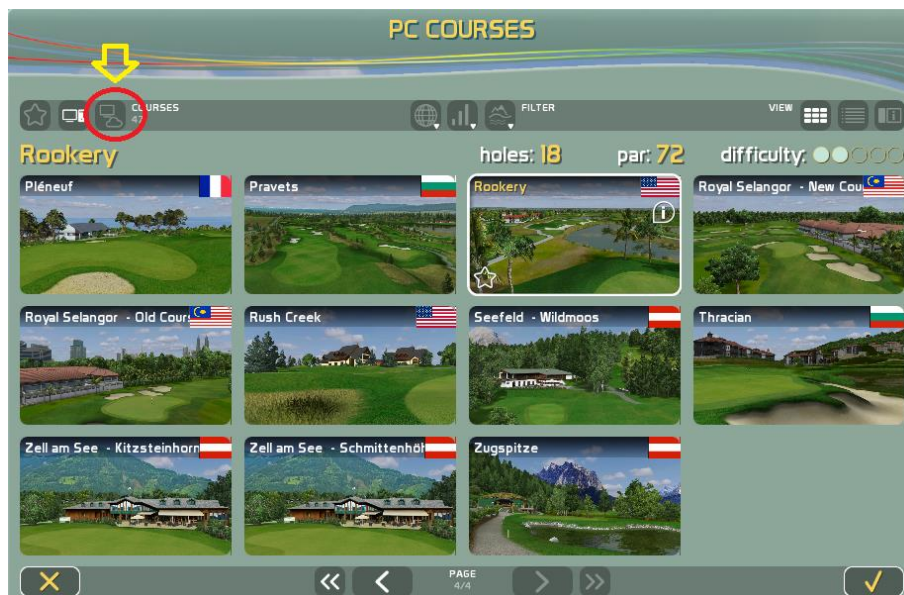 PC COURSES
COURSES
47
FILTER
VIEW
Rookery
holes: 18
par: 72
difficulty:
Pléneuf
Pravets
Rookery
Royal Selangor - New Cou
Royal Selangor - Old Cour
Rush Creek
Seefeld - Wildmoos
Thracian
Zell am See - Kitzsteinhorn
Zell am See - Schmittenhöh
Zugspitze
PAGE
4/4